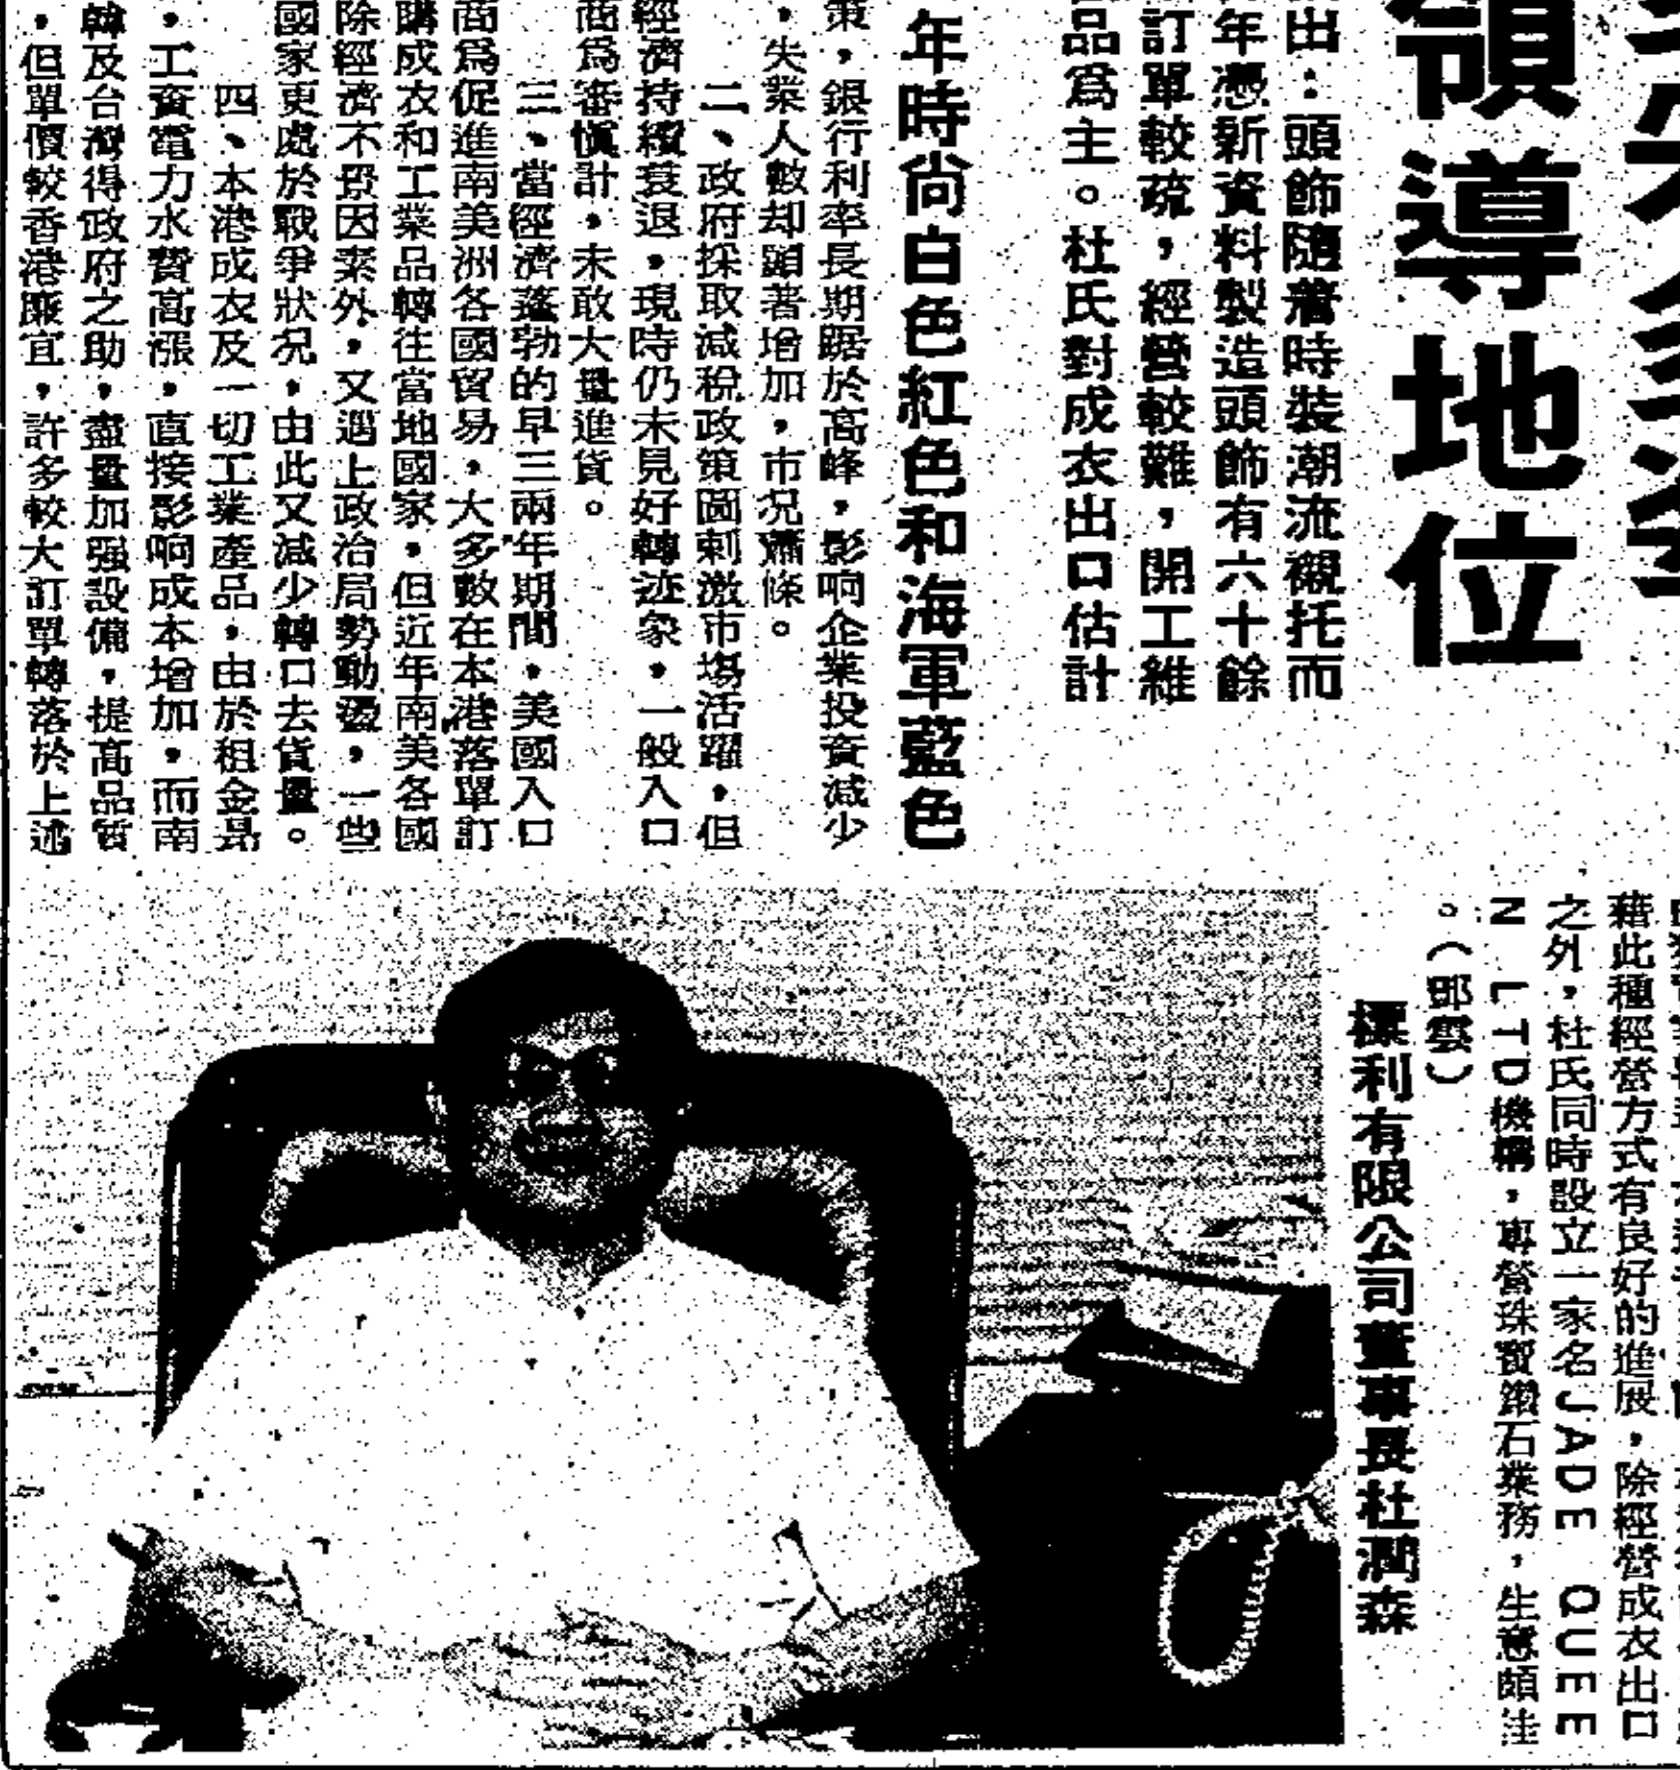 領導地位
出：頭飾隨着時裝潮流襯托而
年憑新資料製造頭飾有六十餘
訂單較疏，經營較難，開工維
品爲主。杜氏對成衣出口估計
年時尚白色紅色和海軍藍色
策，銀行利率長期踞於高峰，影响企業投資減少
，失業人數却顯著增加，市況蕭條。
二、政府採取減稅政策圖刺激市場活躍，但
經濟持續衰退，現時仍未見好轉迹象，一般入口
商爲審慎計，未敢大量進貨。
三、當經濟蓬勃的早三兩年期間，美國入口
商爲促進南美洲各國貿易，大多數在本港落單訂
購成衣和工業品轉往當地國家，但近年南美各國
除經濟不景因素外，又遇上政治局勢動盪，一些
國家更處於戰爭狀況，由此又減少轉口去貨量。
四、本港成衣及一切工業產品，由於租金昂
，工資電力水費高漲，直接影响成本增加，而南
韓及台灣得政府之助，盡量加强設備，提高品質
，但單價較香港廉宜，許多較大訂單轉落於上述
藉此種經營方式有良好的進展，除經營成衣出口
之外，杜氏同時設立一家名JADE QUEE
N LTD機構，專營珠寶鑽石業務，生意頗佳
。（鄧雲）
標利有限公司董事長杜潤森